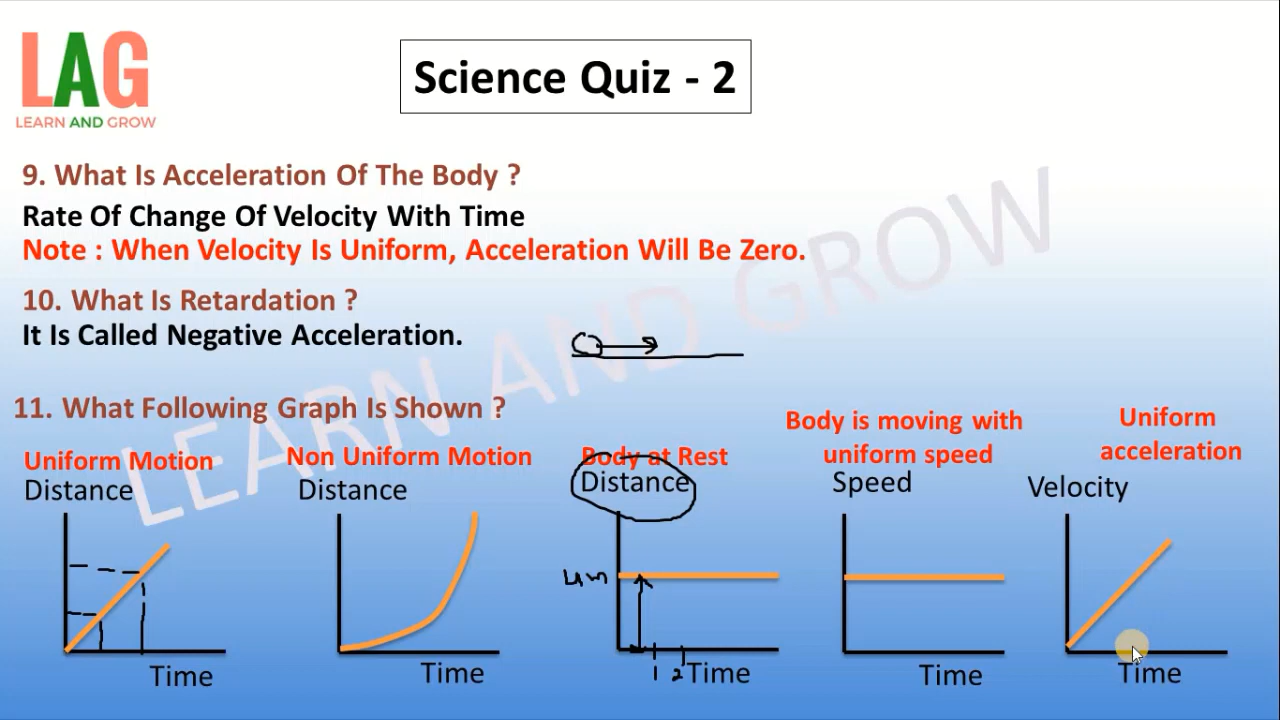 LAG
LEARN AND GROW
Science Quiz - 2
9. What Is Acceleration Of The Body ?
Rate Of Change Of Velocity With Time
Note : When Velocity Is Uniform, Acceleration Will Be Zero.
10. What Is Retardation ?
It Is Called Negative Acceleration.
11. What Following Graph Is Shown ?
Uniform Motion
Distance
Time
Non Uniform Motion
Distance
Time
Body at Rest
Distance
4m
1 2
Time
Body is moving with
uniform speed
Speed
Time
Uniform
acceleration
Velocity
Time
LEARN AND GROW